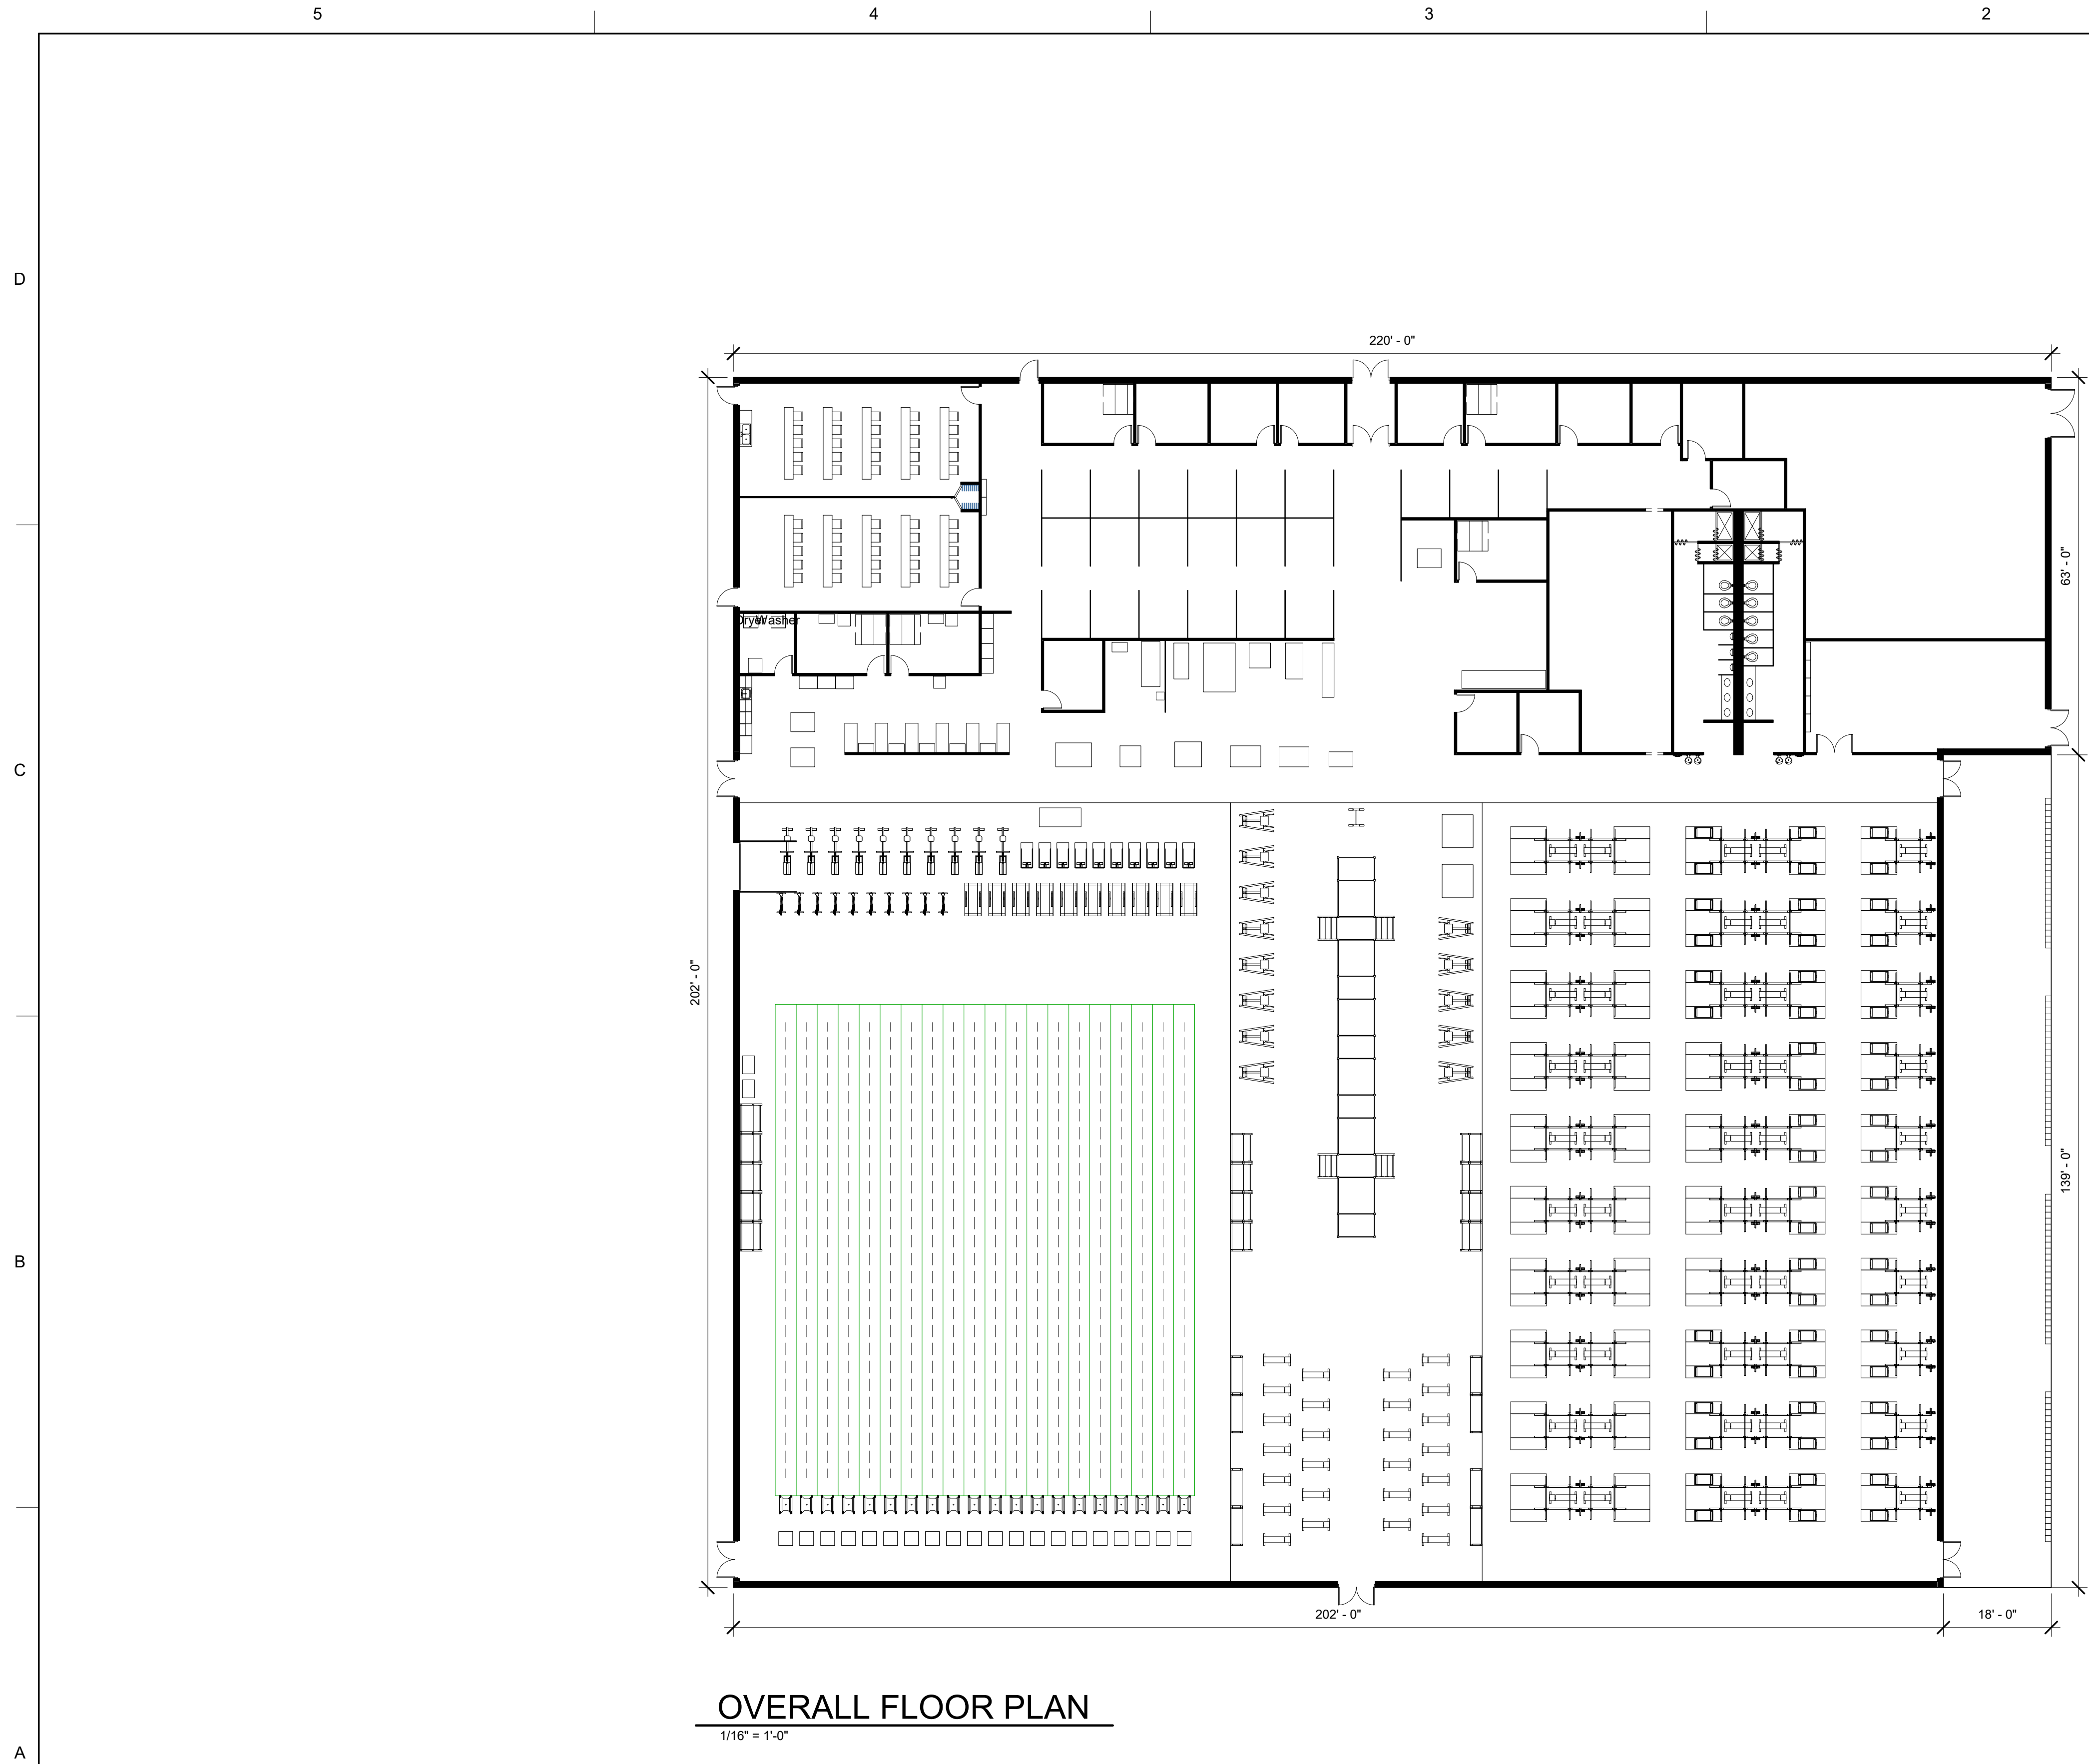 5
4
3
2
D
220' - 0"
63' - 0"
Dryer
Washer
C
202' - 0"
139' - 0"
B
202' - 0"
18' - 0"
OVERALL FLOOR PLAN
1/16" = 1'-0"
A